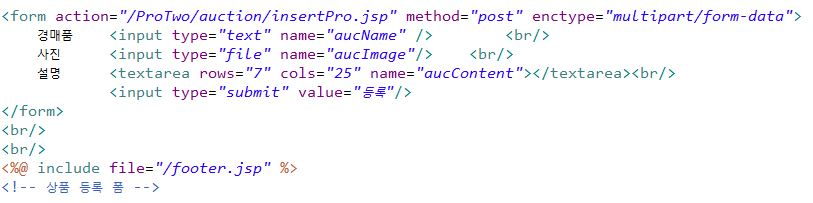 <form action="/ProTwo/auction/insertPro.jsp" method="post" enctype="multipart/form-data">
경매품 <input type="text" name="aucName" /> <br/>
사진 <input type="file" name="aucImage"/> <br/>
설명 <textarea rows="7" cols="25" name="aucContent"></textarea><br/>
<input type="submit" value="등록"/>
</form>
<br/>
<br/>
<%@ include file="/footer.jsp" %>
<!-- 상품 등록 폼 -->